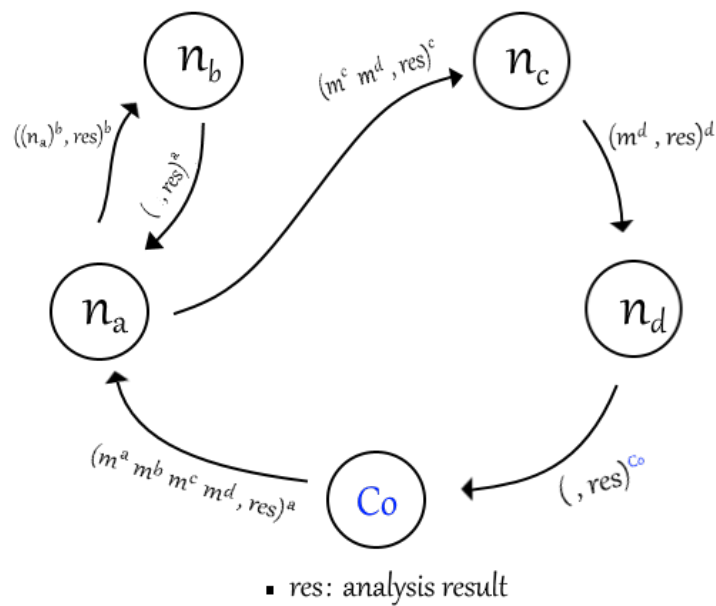 n_b
n_c
(m^c m^d , res)^c
((n_a)^b , res)^b
( , res)^a
(m^d , res)^d
n_a
n_d
(m^a m^b m^c m^d , res)^a
Co
( , res)^Co
▪ res: analysis result